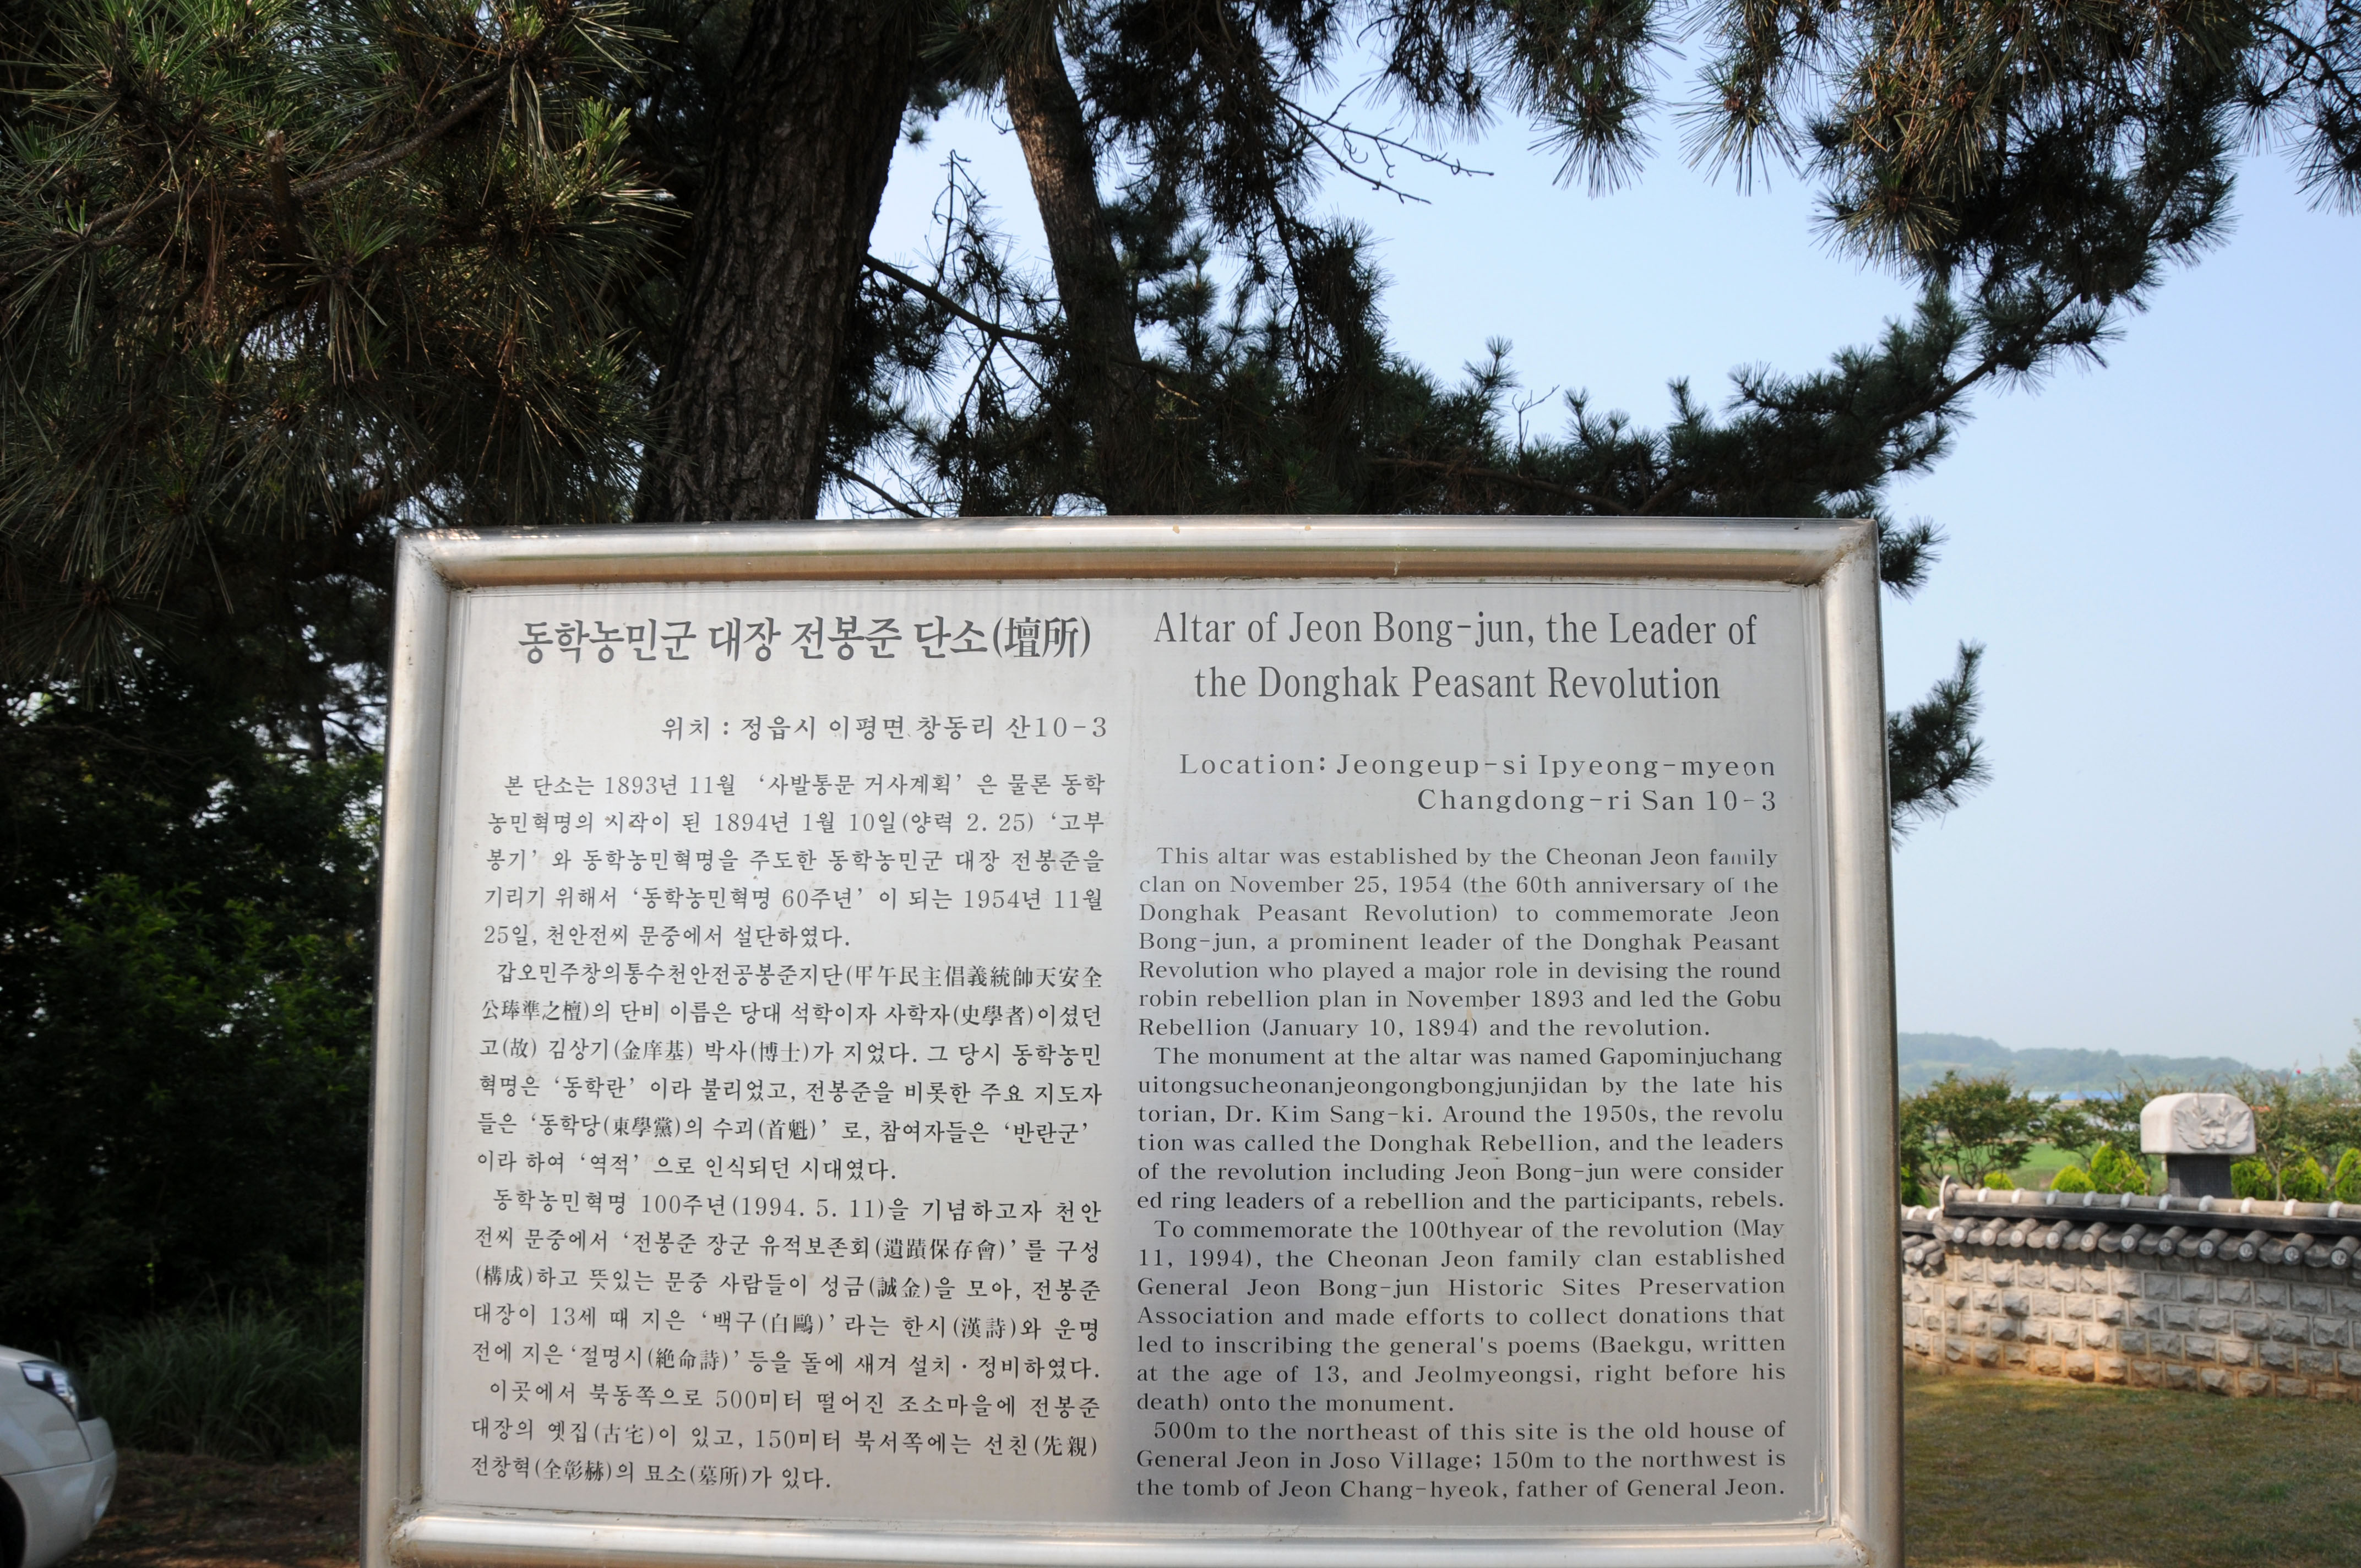 동학농민군 대장 전봉준 단소(壇所)
위치 : 정읍시 이평면 창동리 산10-3
본 단소는 1893년 11월 ‘사발통문 거사계획’은 물론 동학
농민혁명의 시작이 된 1894년 1월 10일(양력 2. 25) ‘고부
봉기’와 동학농민혁명을 주도한 동학농민군 대장 전봉준을
기리기 위해서 ‘동학농민혁명 60주년’이 되는 1954년 11월
25일, 천안전씨 문중에서 설단하였다.
갑오민주창의통수천안전공봉준지단(甲午民主倡義統帥天安全
公琫準之檀)의 단비 이름은 당대 석학이자 사학자(史學者)이셨던
고(故) 김상기(金庠基) 박사(博士)가 지었다. 그 당시 동학농민
혁명은 ‘동학란’이라 불리었고, 전봉준을 비롯한 주요 지도자
들은 ‘동학당(東學黨)의 수괴(首魁)’로, 참여자들은 ‘반란군’
이라 하여 ‘역적’으로 인식되던 시대였다.
동학농민혁명 100주년(1994. 5. 11)을 기념하고자 천안
전씨 문중에서 ‘전봉준 장군 유적보존회(遺蹟保存會)’를 구성
(構成)하고 뜻있는 문중 사람들이 성금(誠金)을 모아, 전봉준
대장이 13세 때 지은 ‘백구(白鷗)’라는 한시(漢詩)와 운명
전에 지은 ‘절명시(絶命詩)’ 등을 돌에 새겨 설치·정비하였다.
이곳에서 북동쪽으로 500미터 떨어진 조소마을에 전봉준
대장의 옛집(古宅)이 있고, 150미터 북서쪽에는 선친(先親)
전창혁(全彰赫)의 묘소(墓所)가 있다.
Altar of Jeon Bong-jun, the Leader of
the Donghak Peasant Revolution
Location: Jeongeup-si Ipyeong-myeon
Changdong-ri San 10-3
This altar was established by the Cheonan Jeon family
clan on November 25, 1954 (the 60th anniversary of the
Donghak Peasant Revolution) to commemorate Jeon
Bong-jun, a prominent leader of the Donghak Peasant
Revolution who played a major role in devising the round
robin rebellion plan in November 1893 and led the Gobu
Rebellion (January 10, 1894) and the revolution.
The monument at the altar was named Gapominjuchang
uitongsucheonanjeongongbongjunjidan by the late his
torian, Dr. Kim Sang-ki. Around the 1950s, the revolu
tion was called the Donghak Rebellion, and the leaders
of the revolution including Jeon Bong-jun were consider
ed ring leaders of a rebellion and the participants, rebels.
To commemorate the 100thyear of the revolution (May
11, 1994), the Cheonan Jeon family clan established
General Jeon Bong-jun Historic Sites Preservation
Association and made efforts to collect donations that
led to inscribing the general's poems (Baekgu, written
at the age of 13, and Jeolmyeongsi, right before his
death) onto the monument.
500m to the northeast of this site is the old house of
General Jeon in Joso Village; 150m to the northwest is
the tomb of Jeon Chang-hyeok, father of General Jeon.